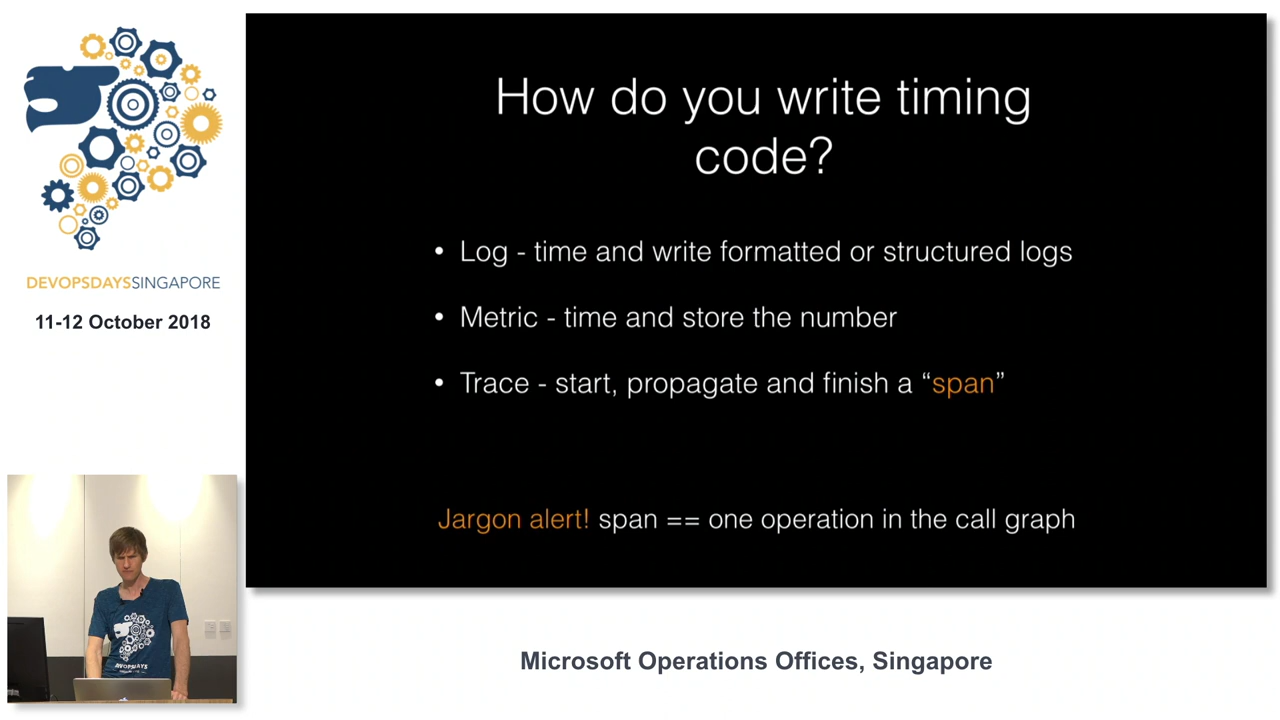 How do you write timing
code?
• Log - time and write formatted or structured logs
• Metric - time and store the number
• Trace - start, propagate and finish a “span”
Jargon alert! span == one operation in the call graph
DEVOPSDAYSSINGAPORE
11-12 October 2018
DEVOPSDAYS
Microsoft Operations Offices, Singapore